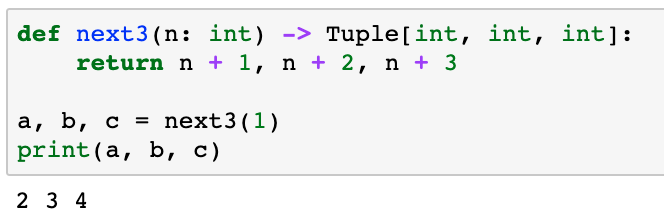 def next3(n: int) -> Tuple[int, int, int]:
    return n + 1, n + 2, n + 3

a, b, c = next3(1)
print(a, b, c)
2 3 4